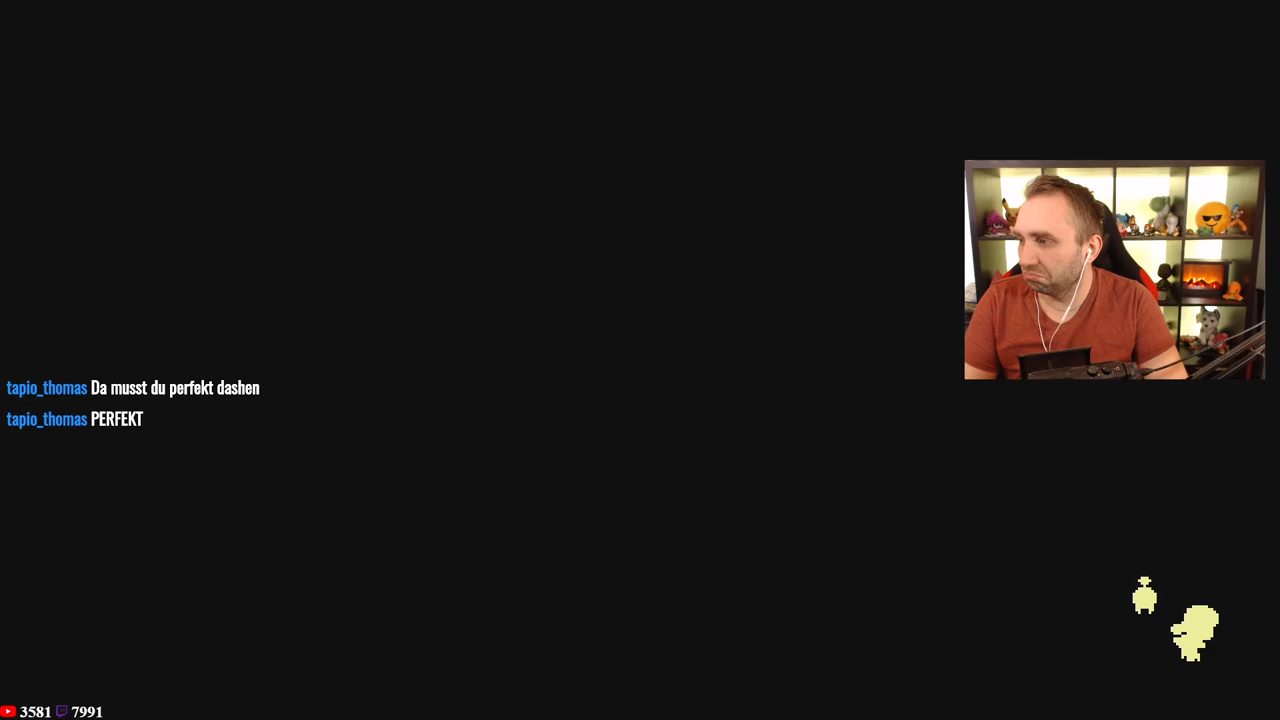 tapio_thomas Da musst du perfekt dashen
tapio_thomas PERFEKT
3581 7991